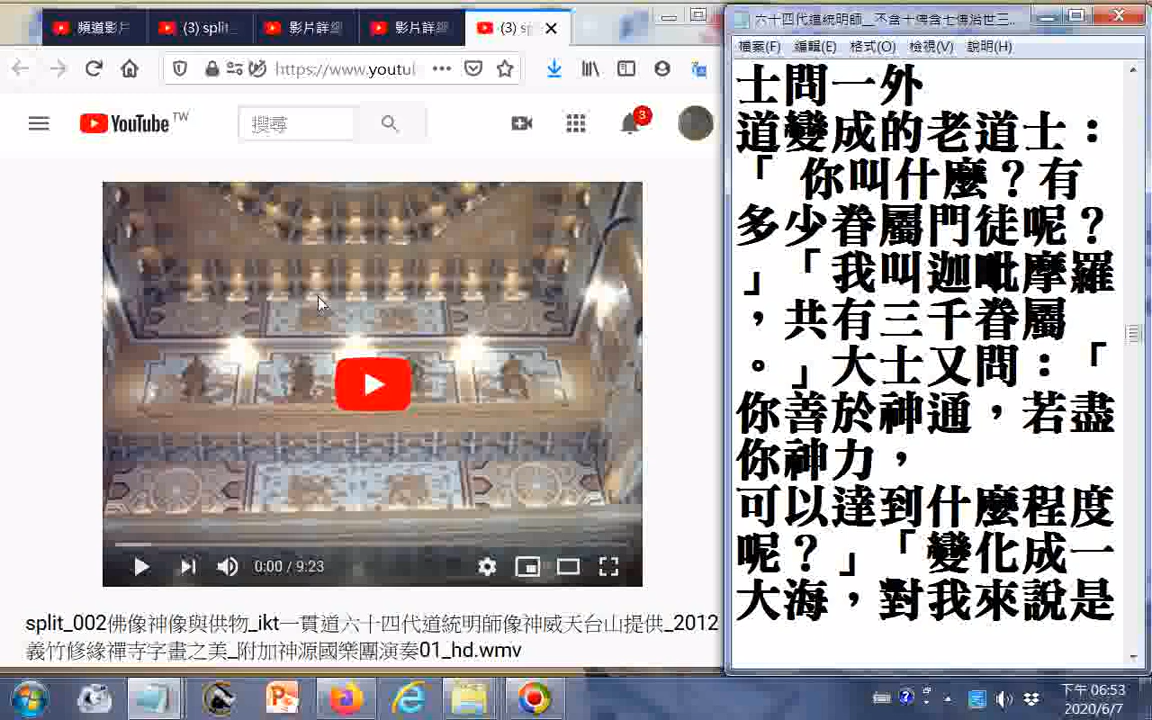 頻道影片
(3) split
影片詳細
影片詳細
(3) sp
https://www.youtul
YouTube TW
搜尋
3
0:00 / 9:23
split_002佛像神像與供物_ikt一貫道六十四代道統明師像神威天台山提供_2012
義竹修緣禪寺字畫之美_附加神源國樂團演奏01_hd.wmv
六十四代道統明師__不含十佛含七佛治世三...
檔案(F) 編輯(E) 格式(O) 檢視(V) 說明(H)
士問一外
道變成的老道士：
「 你叫什麼？有
多少眷屬門徒呢？
」「我叫迦毗摩羅
，共有三千眷屬
。」大士又問：「
你善於神通，若盡
你神力，
可以達到什麼程度
呢？」「變化成一
大海，對我來說是
下午 06:53
2020/6/7